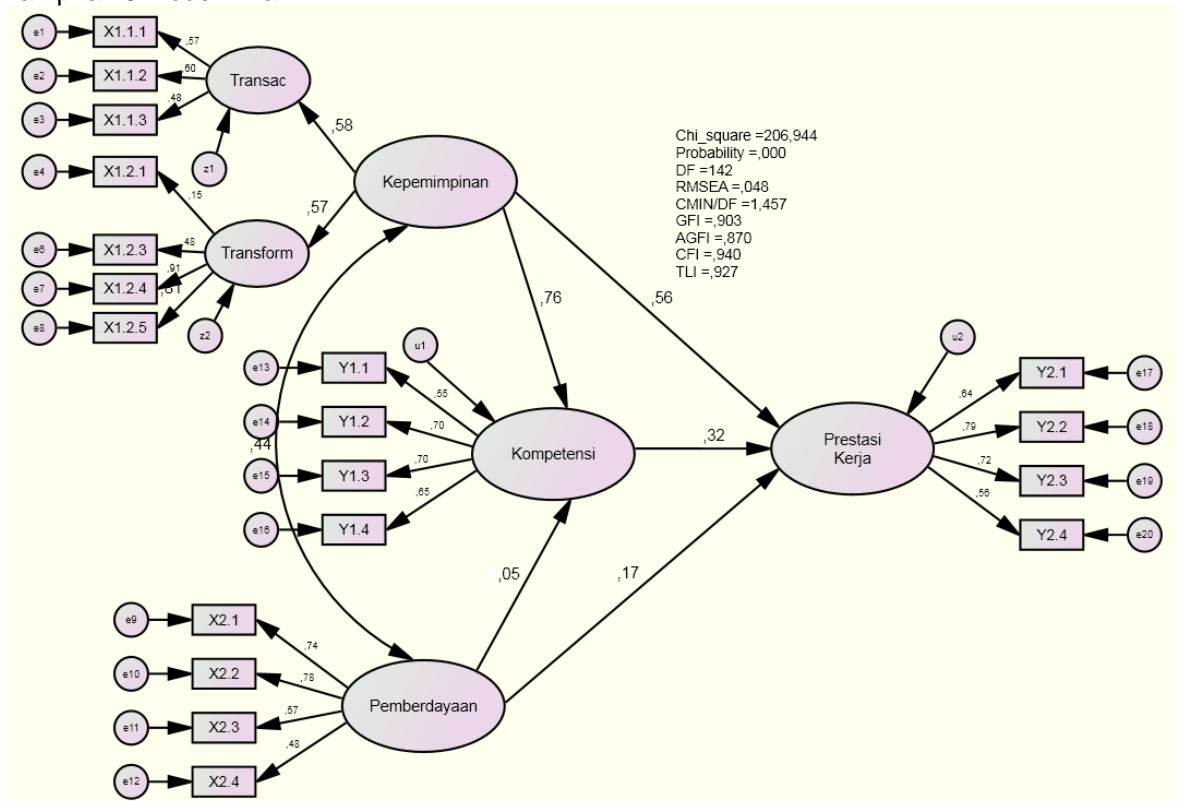 e1
X1.1.1
,57
e2
X1.1.2
,60
Transac
e3
X1.1.3
,48
,58
z1
e4
X1.2.1
,15
Kepemimpinan
,57
e6
X1.2.3
,48
Transform
e7
X1.2.4
,91
e8
X1.2.5
z2
Chi_square =206,944
Probability =,000
DF =142
RMSEA =,048
CMIN/DF =1,457
GFI =,903
AGFI =,870
CFI =,940
TLI =,927
,76
,56
u1
u2
e13
Y1.1
,55
e14
Y1.2
,70
,44
e15
Y1.3
,70
e16
Y1.4
,65
Kompetensi
,32
Prestasi
Kerja
,64
Y2.1
e17
,79
Y2.2
e18
,72
Y2.3
e19
,56
Y2.4
e20
,05
,17
e9
X2.1
,74
e10
X2.2
,78
e11
X2.3
,57
e12
X2.4
,48
Pemberdayaan